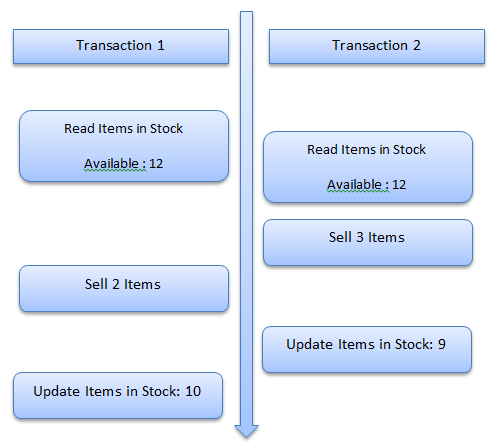 Transaction 1
Transaction 2
Read Items in Stock
Available : 12
Read Items in Stock
Available : 12
Sell 3 Items
Sell 2 Items
Update Items in Stock: 9
Update Items in Stock: 10